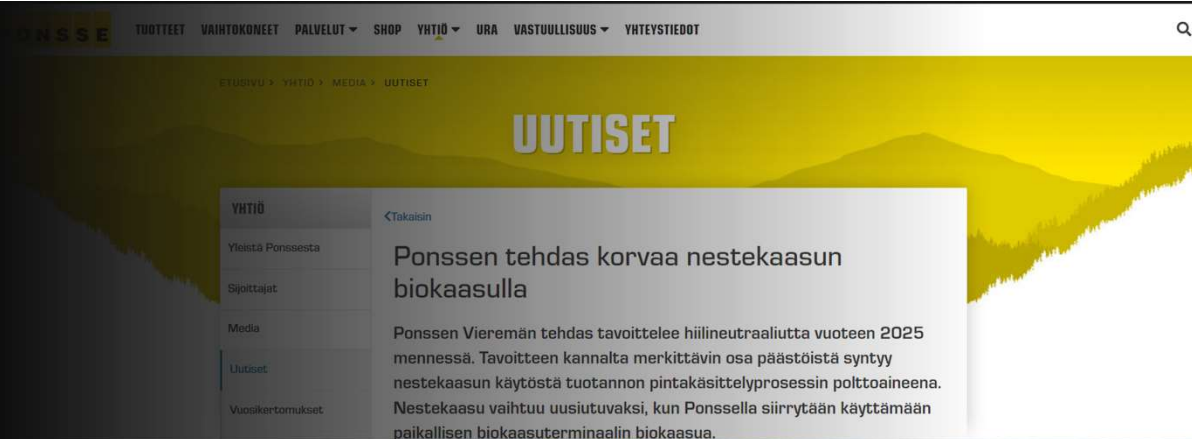 PONSSE TUOTTEET VAIHTOKONEET PALVELUT SHOP YHTIÖ URA VASTUULLISUUS YHTEYSTIEDOT
ETUSIVU > YHTIÖ > MEDIA > UUTISET
UUTISET
YHTIÖ
Yleistä Ponssesta
Sijoittajat
Media
Uutiset
Vuosikertomukset
<Takaisin
Ponssen tehdas korvaa nestekaasun
biokaasulla
Ponssen Vieremän tehdas tavoittelee hiilineutraaliutta vuoteen 2025
mennessä. Tavoitteen kannalta merkittävin osa päästöistä syntyy
nestekaasun käytöstä tuotannon pintakäsittelyprosessin polttoaineena.
Nestekaasu vaihtuu uusiutuvaksi, kun Ponssella siirrytään käyttämään
paikallisen biokaasuterminaalin biokaasua.